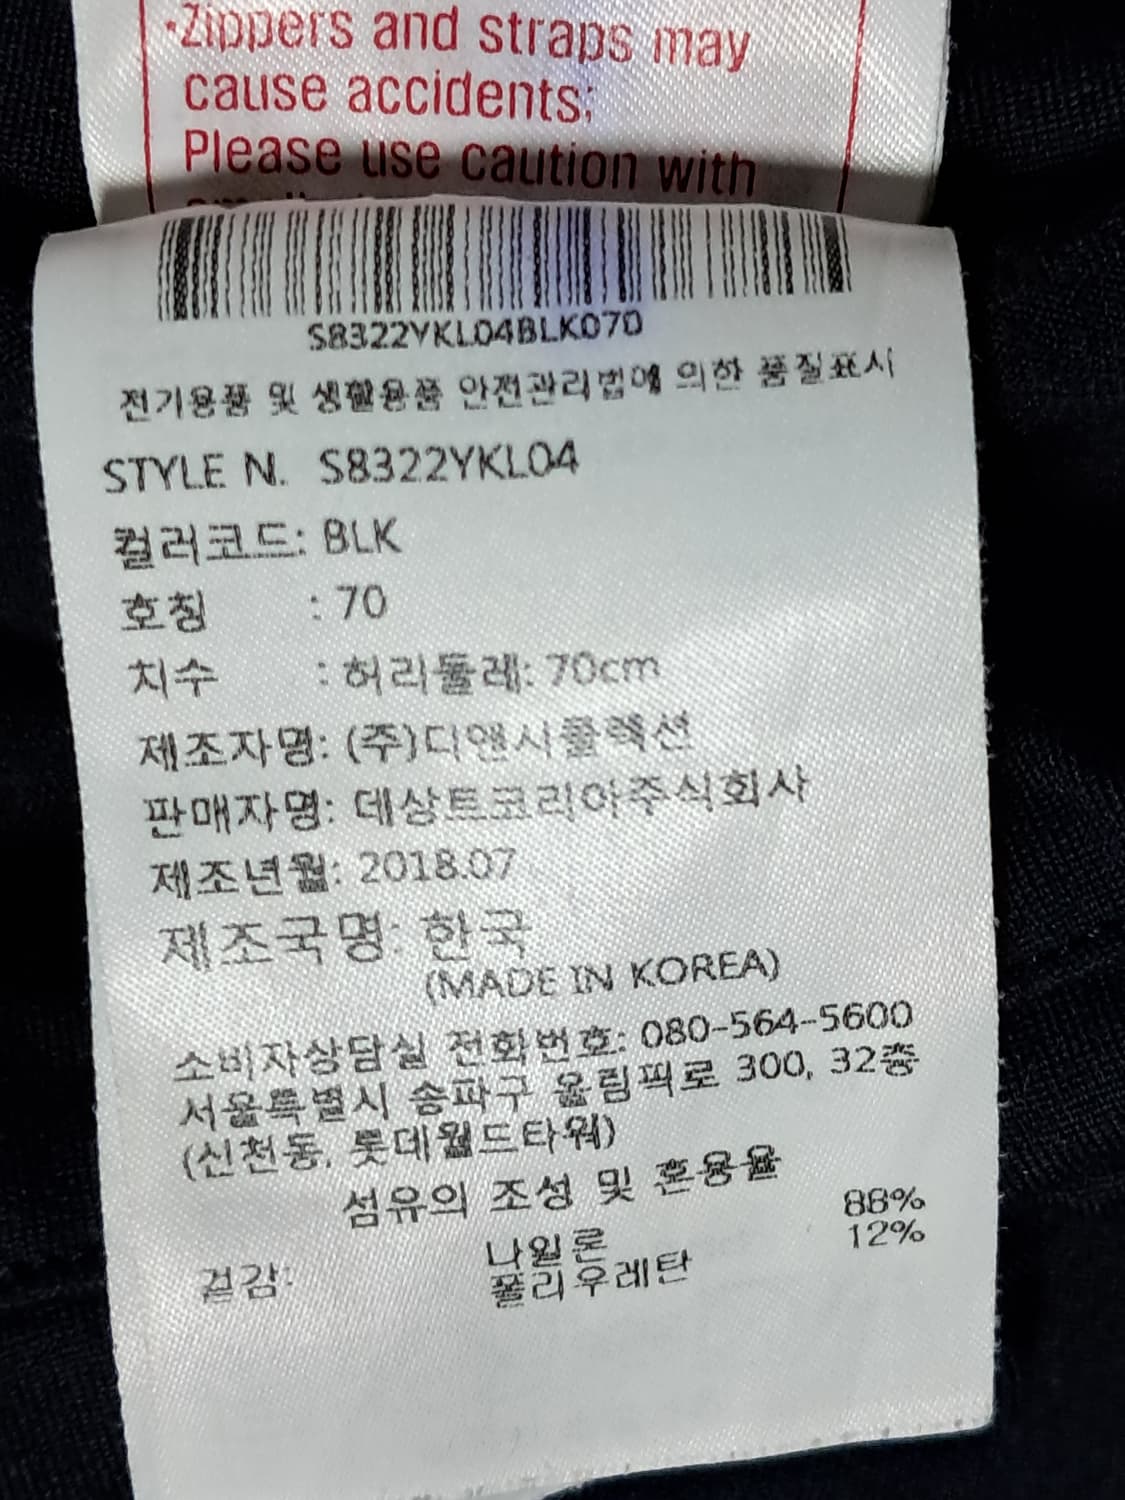 ·Zippers and straps may
cause accidents;
Please use caution with
S8322YKL04BLK070
전기용품 및 생활용품 안전관리법에 의한 품질표시
STYLE N. S8322YKL04
컬러코드: BLK
호칭 : 70
치수 : 허리둘레: 70cm
제조자명: (주)디앤시콜렉션
판매자명: 데상트코리아주식회사
제조년월: 2018.07
제조국명: 한국
(MADE IN KOREA)
소비자상담실 전화번호: 080-564-5600
서울특별시 송파구 올림픽로 300, 32층
(신천동, 롯데월드타워)
섬유의 조성 및 혼용율
나일론 88%
겉감: 폴리우레탄 12%